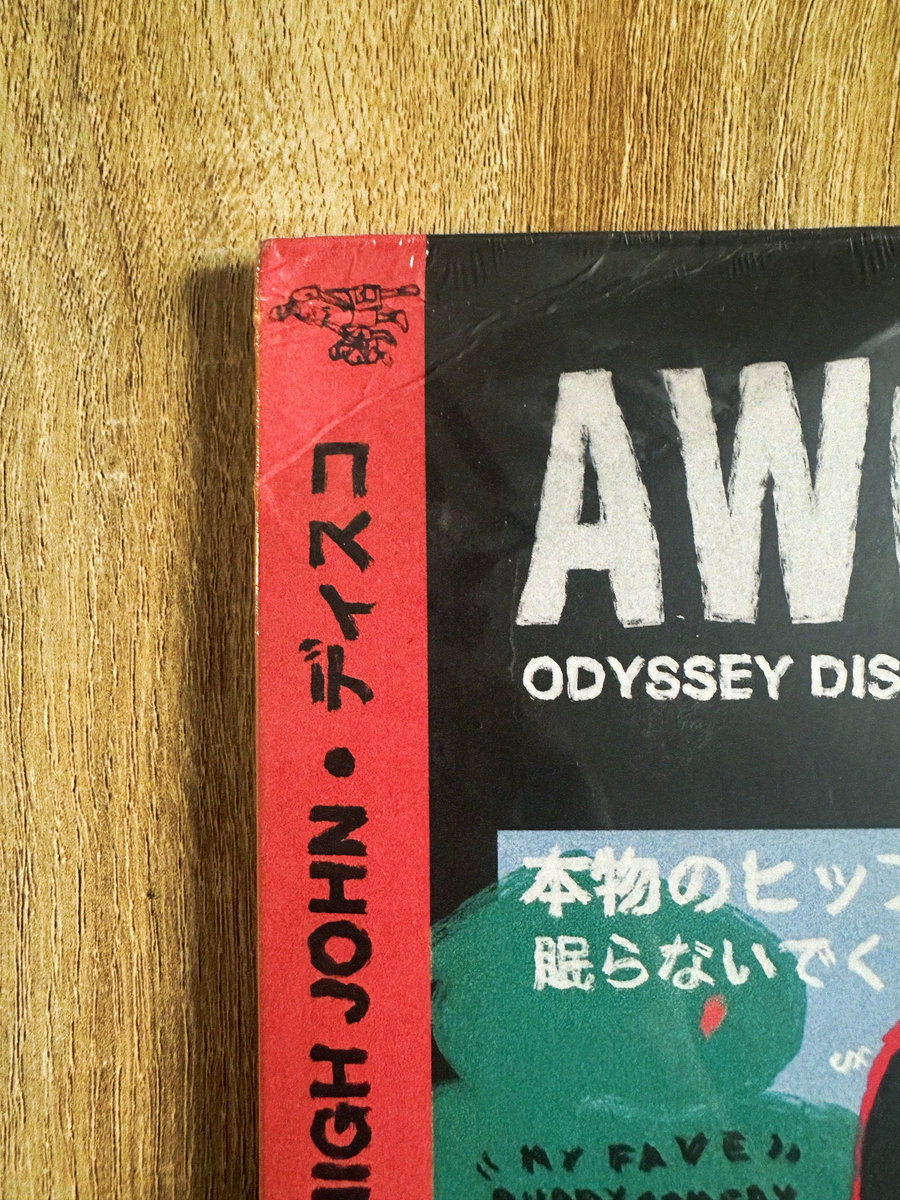 HIGH JOHN・ディスコ
AW
ODYSSEY DIS
本物のヒップ
眠らないでく
"MY FAVE"